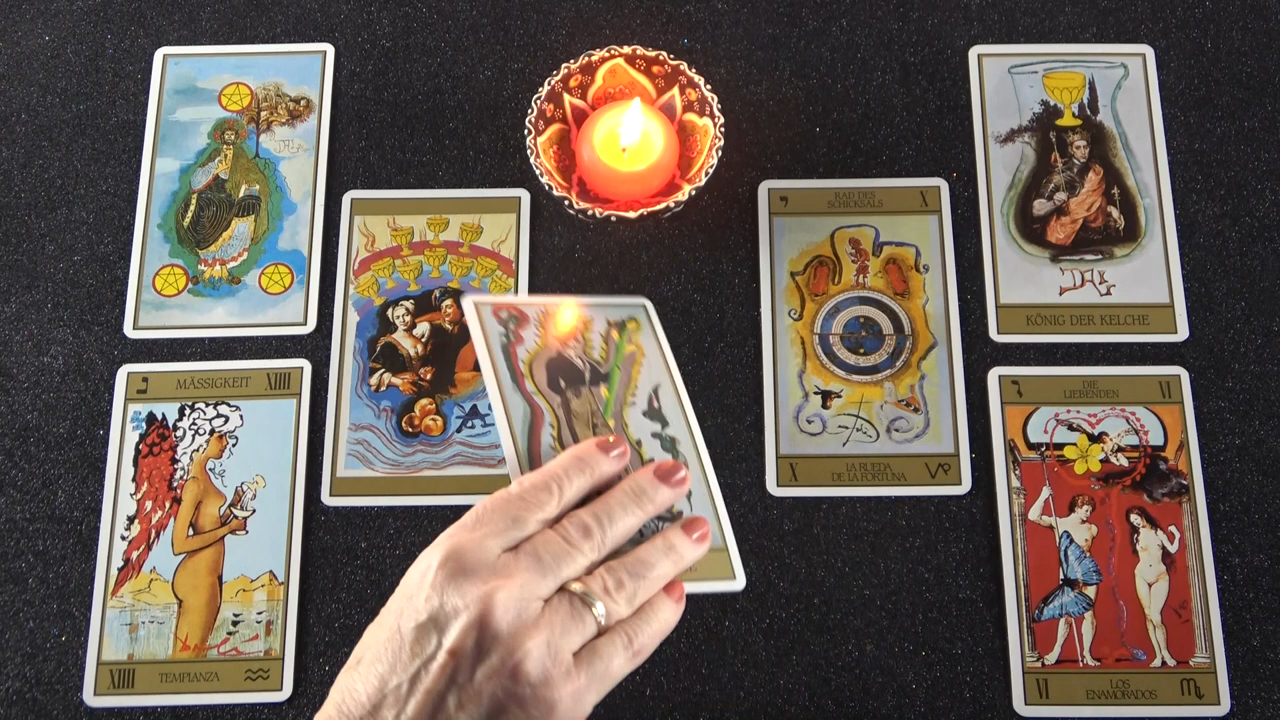 MÄSSIGKEIT XIIII
XIIII TEMPLANZA
RAD DES
SCHICKSALS
X
X
LA RUEDA
DE LA FORTUNA
KÖNIG DER KELCHE
DIE
LIEBENDEN
VI
VI
LOS
ENAMORADOS